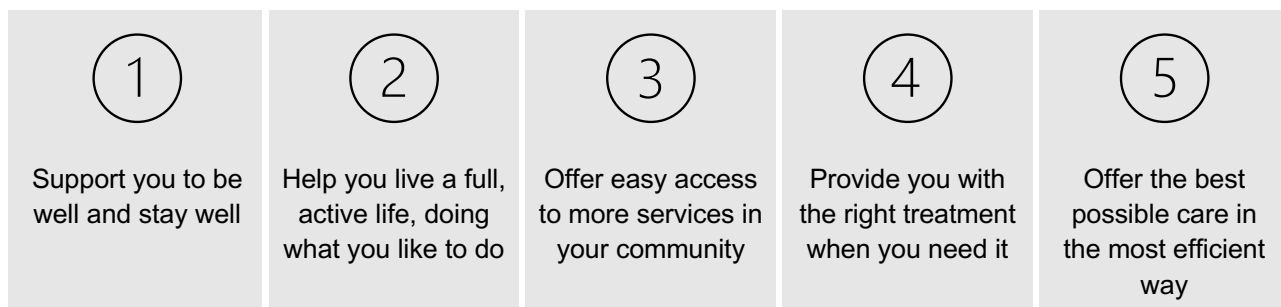 1
Support you to be
well and stay well
2
Help you live a full,
active life, doing
what you like to do
3
Offer easy access
to more services in
your community
4
Provide you with
the right treatment
when you need it
5
Offer the best
possible care in
the most efficient
way